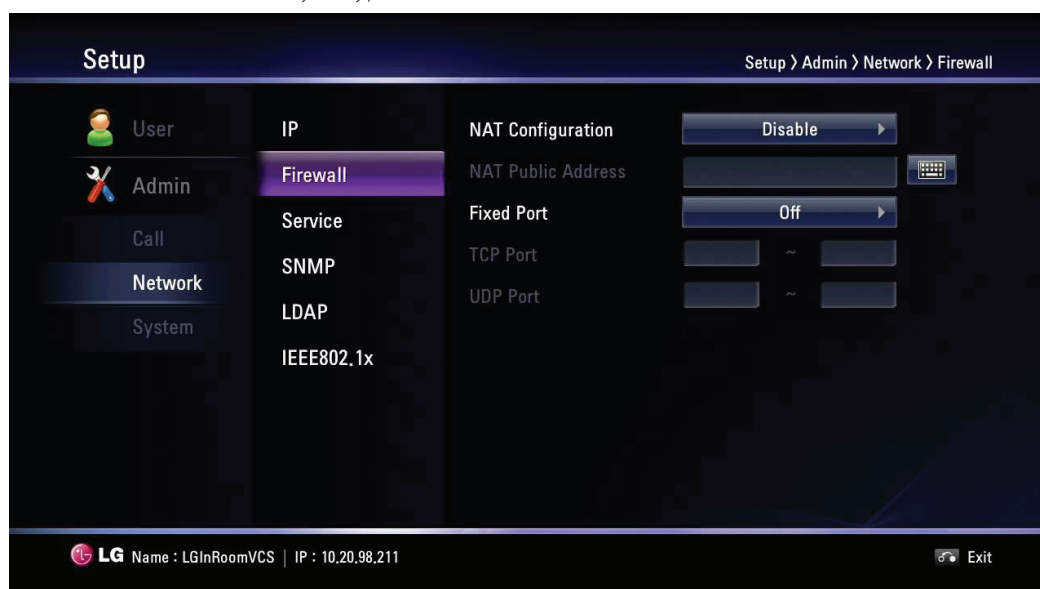 Setup
Setup > Admin > Network > Firewall
User
Admin
Call
Network
System
IP
Firewall
Service
SNMP
LDAP
IEEE802.1x
NAT Configuration
Disable
NAT Public Address
Fixed Port
Off
TCP Port
~
UDP Port
~
LG Name : LGInRoomVCS | IP : 10.20.98.211
Exit